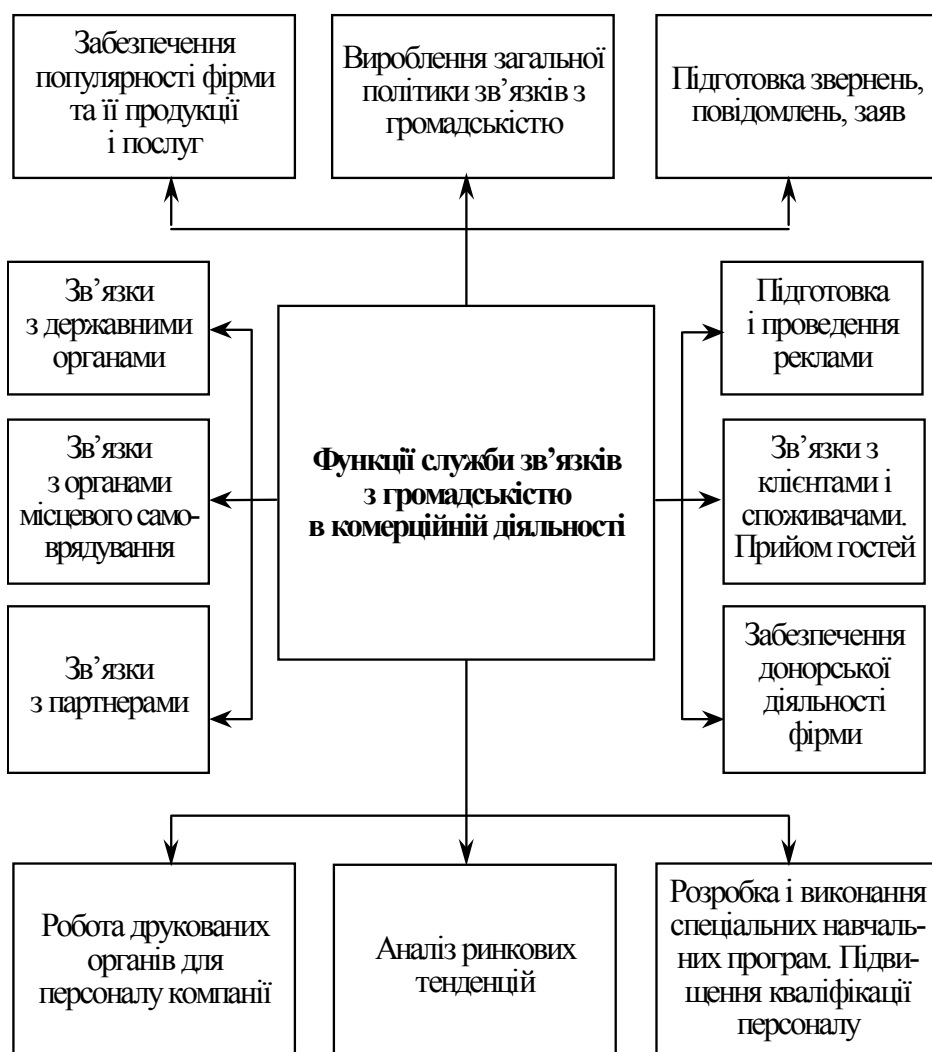 Забезпечення
популярності фірми
та її продукції
і послуг
Вироблення загальної
політики зв’язків з
громадськістю
Підготовка звернень,
повідомлень, заяв
Зв’язки
з державними
органами
Підготовка
і проведення
реклами
Зв’язки
з органами
місцевого само-
врядування
Функції служби зв’язків
з громадськістю
в комерційній діяльності
Зв’язки з
клієнтами і
споживачами.
Прийом гостей
Зв’язки
з партнерами
Забезпечення
донорської
діяльності
фірми
Робота друкованих
органів для
персоналу компанії
Аналіз ринкових
тенденцій
Розробка і виконання
спеціальних навчаль-
них програм. Підви-
щення кваліфікації
персоналу